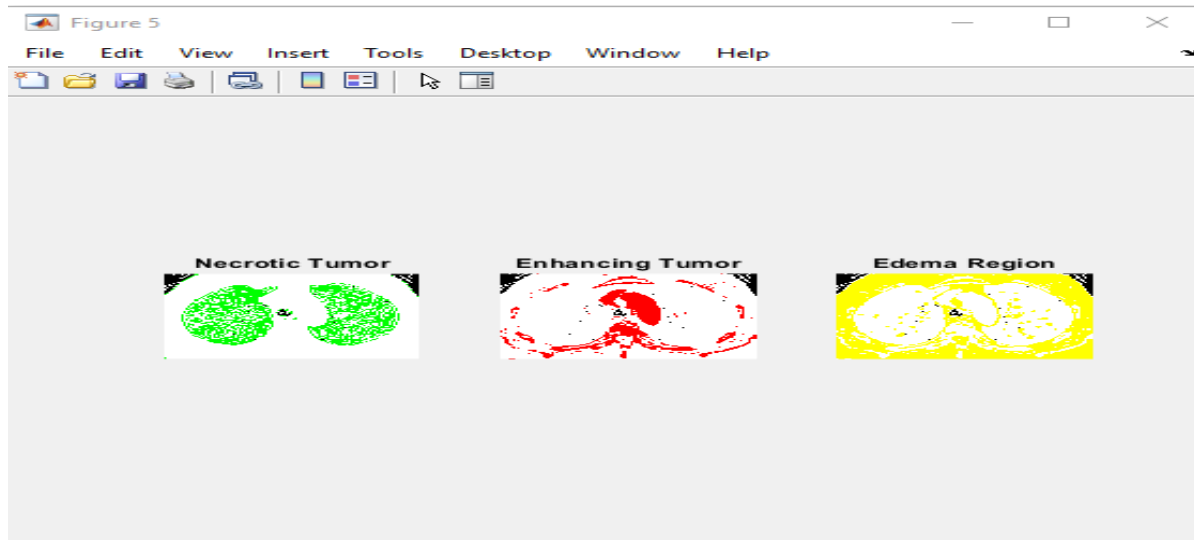 Figure 5
File Edit View Insert Tools Desktop Window Help
Necrotic Tumor Enhancing Tumor Edema Region